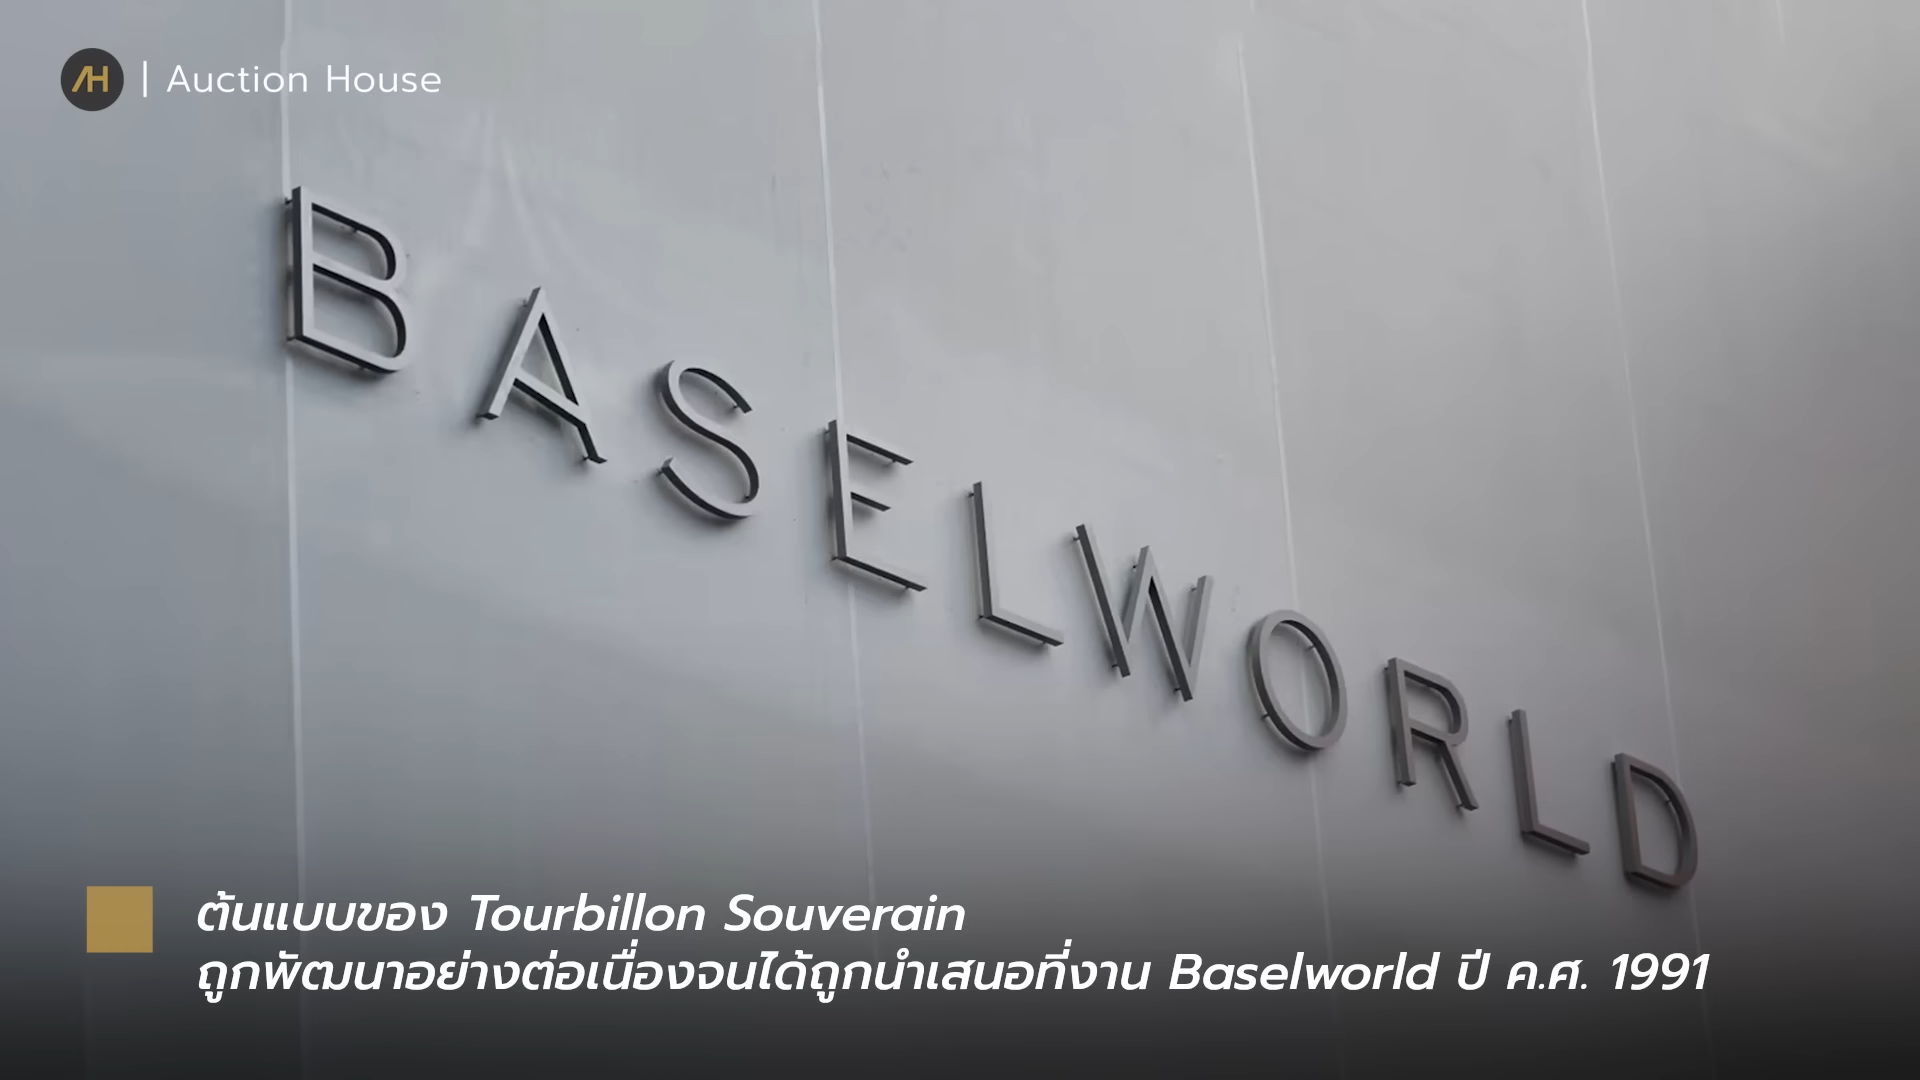 AH | Auction House
BASELWORLD
ต้นแบบของ Tourbillon Souverain
ถูกพัฒนาอย่างต่อเนื่องจนได้ถูกนำเสนอที่งาน Baselworld ปี ค.ศ. 1991